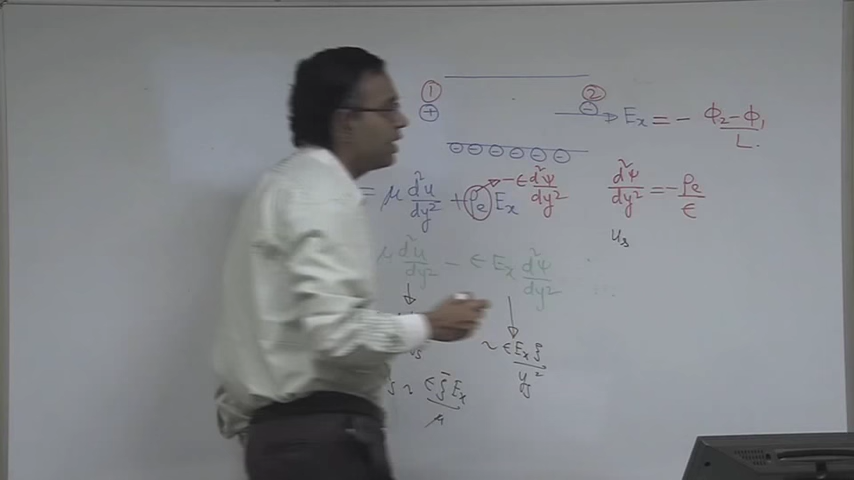 ① ②
⊕ ⊖ → Eₓ = - (ϕ₂ - ϕ₁)/L.
⊖ ⊖ ⊖ ⊖ ⊖ ⊖
= μ d²u/dy² + ρₑ Eₓ → -ε d²ψ/dy²
d²ψ/dy² = - ρₑ/ε
uₛ
μ d²u/dy² - ε Eₓ d²ψ/dy²
~ ε Eₓ ζ/y²
s ~ ε ζ Eₓ/μ